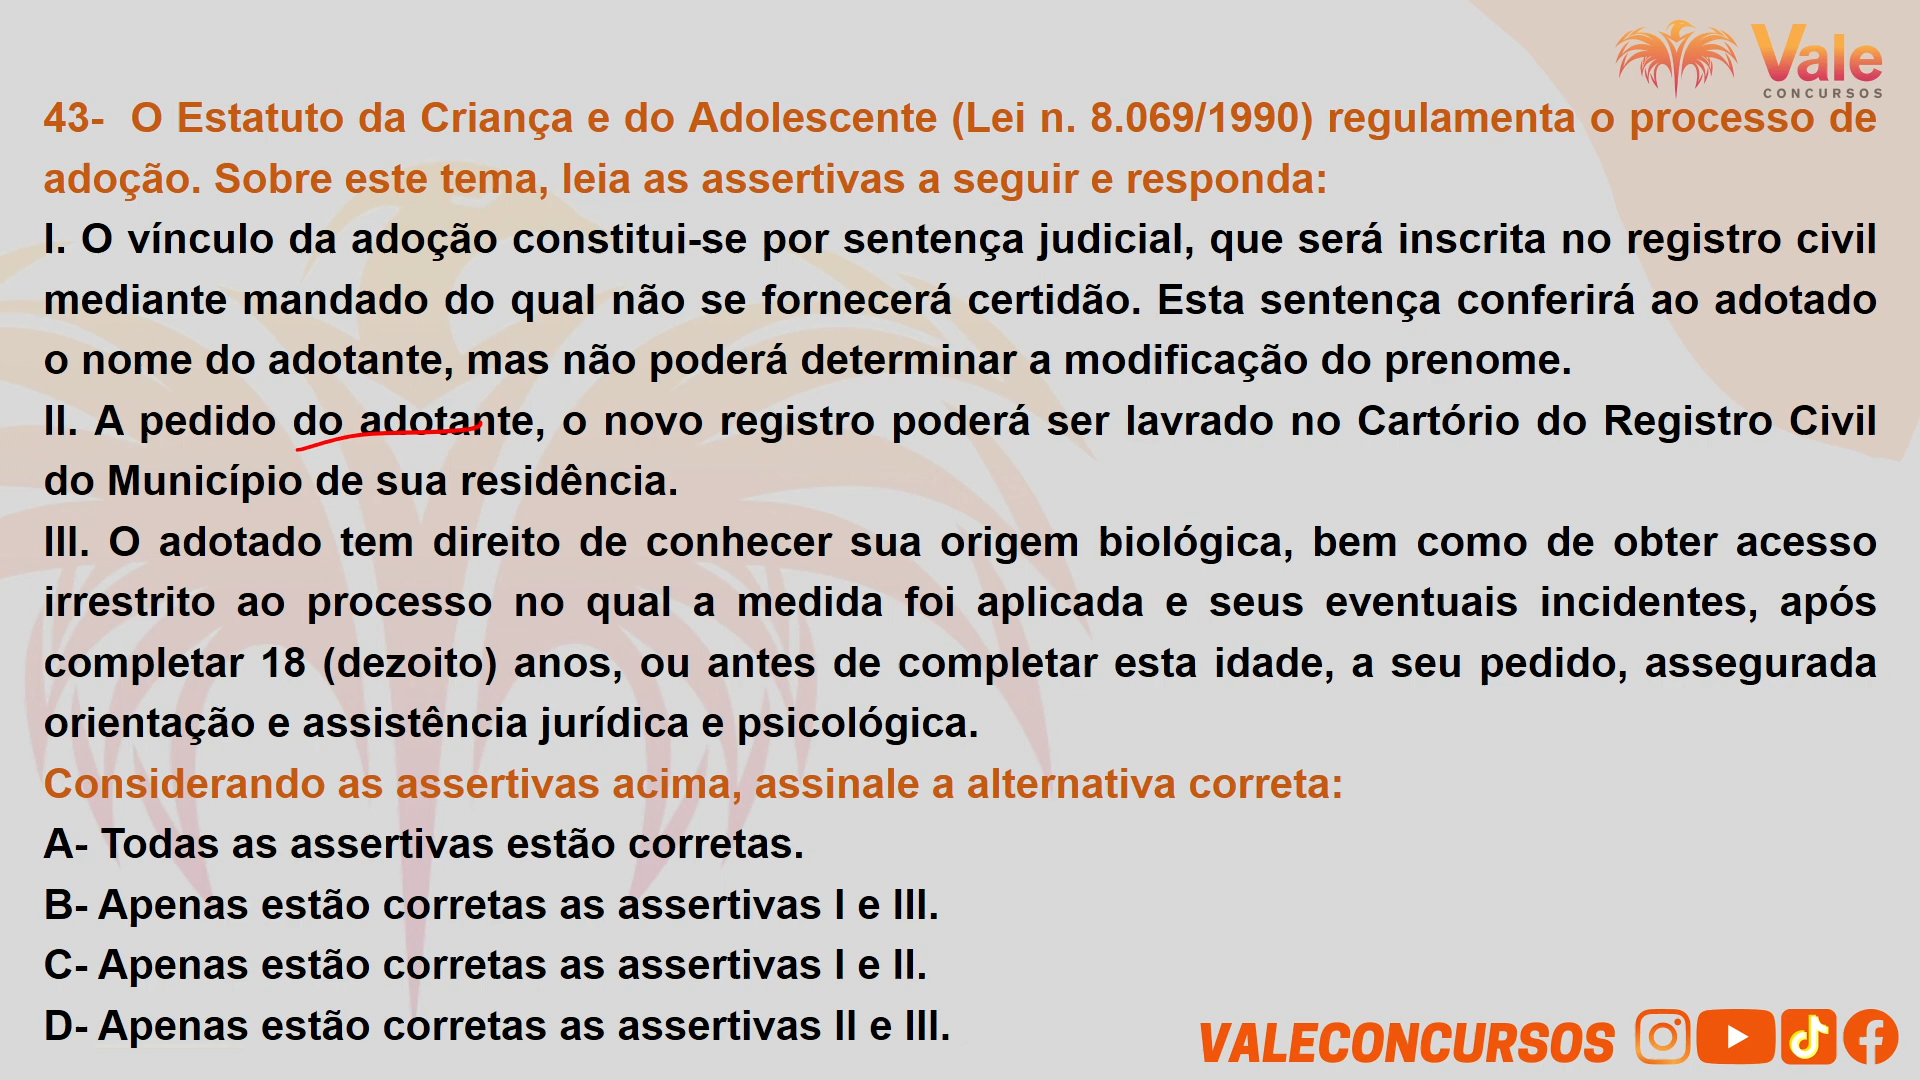 Vale
CONCURSOS
43- O Estatuto da Criança e do Adolescente (Lei n. 8.069/1990) regulamenta o processo de
adoção. Sobre este tema, leia as assertivas a seguir e responda:
I. O vínculo da adoção constitui-se por sentença judicial, que será inscrita no registro civil
mediante mandado do qual não se fornecerá certidão. Esta sentença conferirá ao adotado
o nome do adotante, mas não poderá determinar a modificação do prenome.
II. A pedido do adotante, o novo registro poderá ser lavrado no Cartório do Registro Civil
do Município de sua residência.
III. O adotado tem direito de conhecer sua origem biológica, bem como de obter acesso
irrestrito ao processo no qual a medida foi aplicada e seus eventuais incidentes, após
completar 18 (dezoito) anos, ou antes de completar esta idade, a seu pedido, assegurada
orientação e assistência jurídica e psicológica.
Considerando as assertivas acima, assinale a alternativa correta:
A- Todas as assertivas estão corretas.
B- Apenas estão corretas as assertivas I e III.
C- Apenas estão corretas as assertivas I e II.
D- Apenas estão corretas as assertivas II e III.
VALECONCURSOS